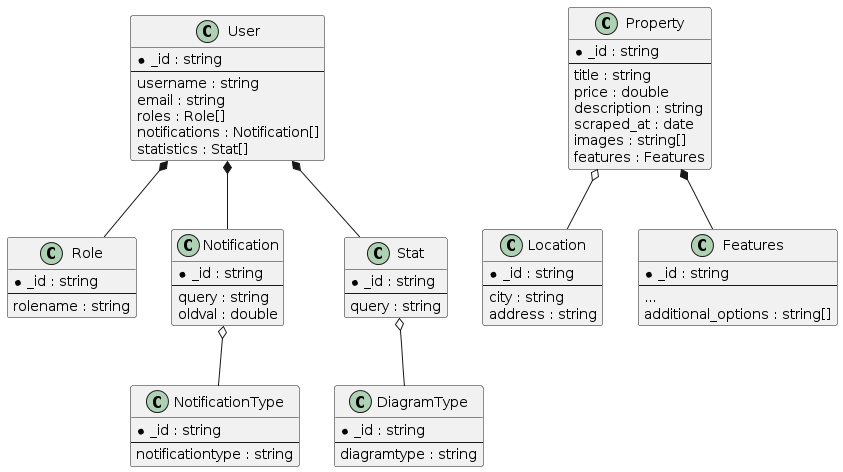 C User
* _id : string
username : string
email : string
roles : Role[]
notifications : Notification[]
statistics : Stat[]
C Property
* _id : string
title : string
price : double
description : string
scraped_at : date
images : string[]
features : Features
C Role
* _id : string
rolename : string
C Notification
* _id : string
query : string
oldval : double
C Stat
* _id : string
query : string
C Location
* _id : string
city : string
address : string
C Features
* _id : string
...
additional_options : string[]
C NotificationType
* _id : string
notificationtype : string
C DiagramType
* _id : string
diagramtype : string